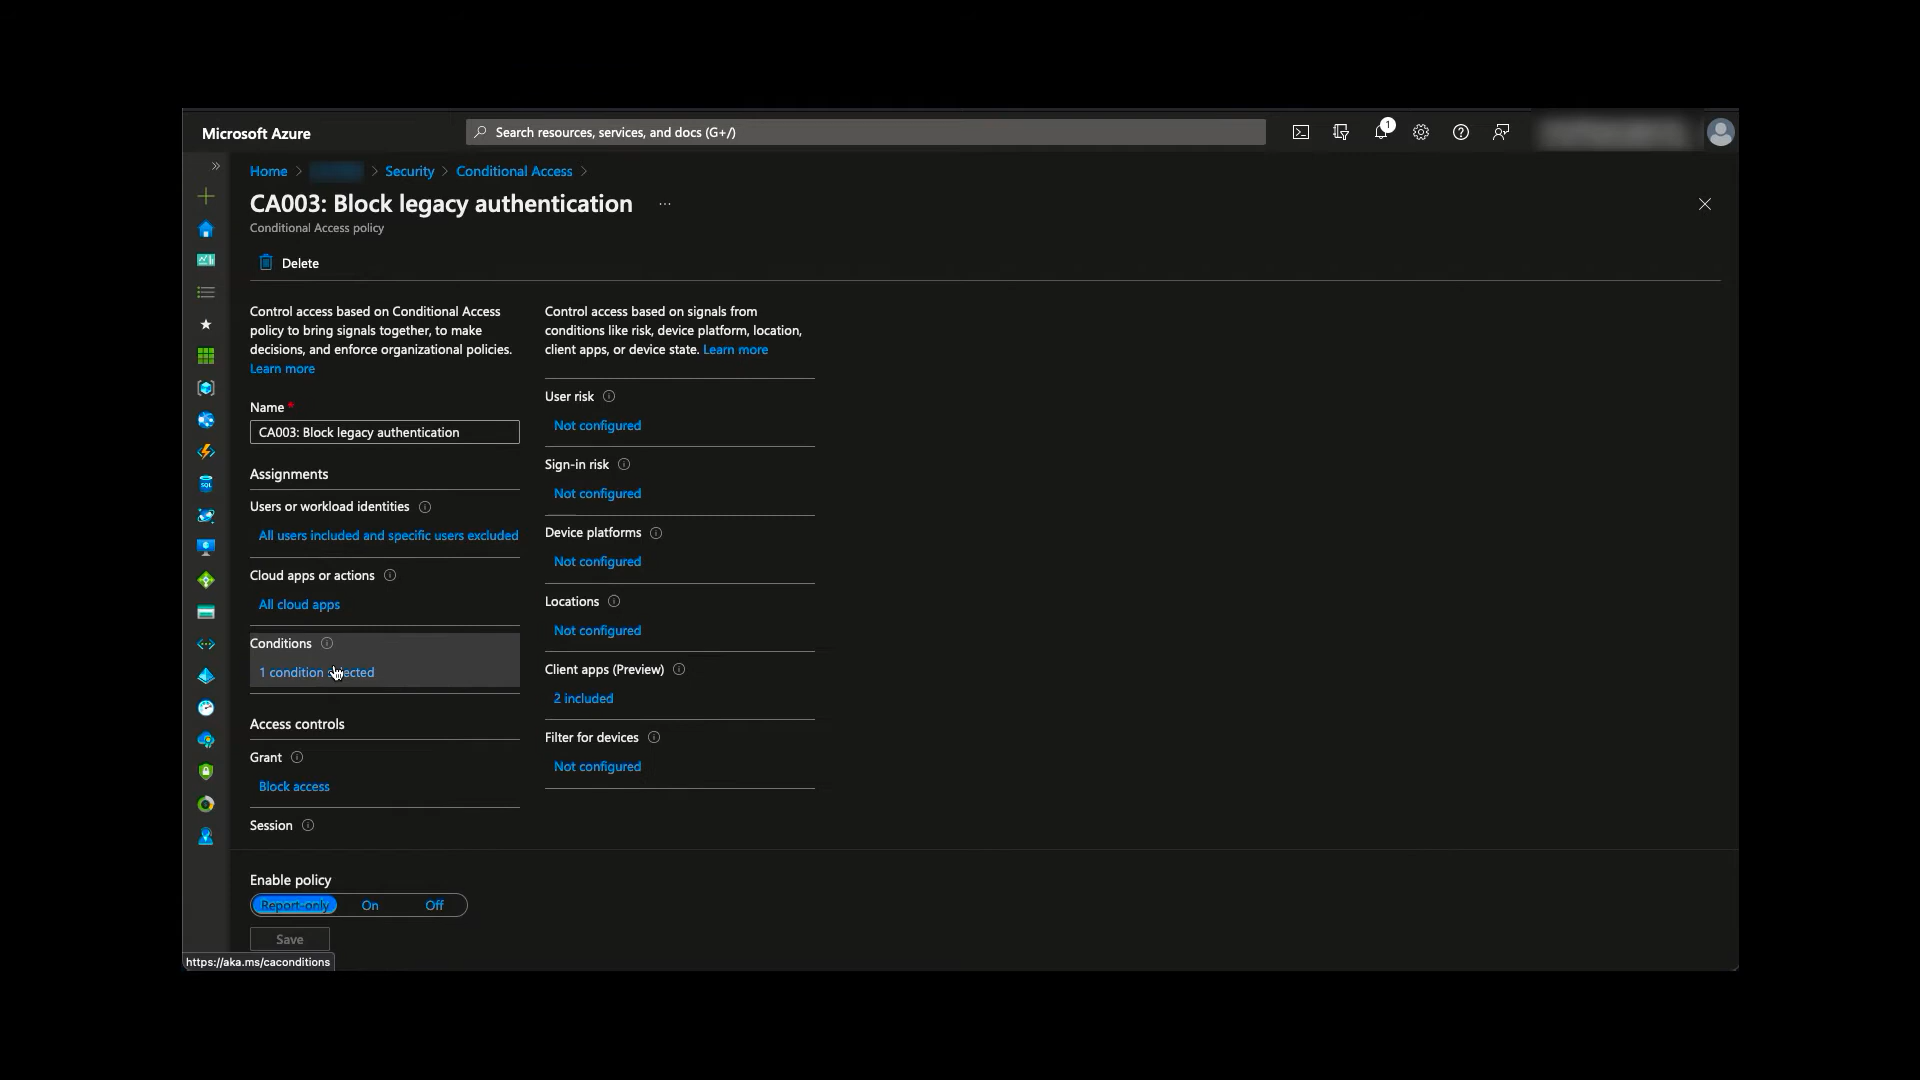 Microsoft Azure
Search resources, services, and docs (G+/)
1
Home > > Security > Conditional Access >
CA003: Block legacy authentication ...
Conditional Access policy
Delete
Control access based on Conditional Access
policy to bring signals together, to make
decisions, and enforce organizational policies.
Learn more
Name *
CA003: Block legacy authentication
Assignments
Users or workload identities
All users included and specific users excluded
Cloud apps or actions
All cloud apps
Conditions
1 condition selected
Access controls
Grant
Block access
Session
Control access based on signals from
conditions like risk, device platform, location,
client apps, or device state. Learn more
User risk
Not configured
Sign-in risk
Not configured
Device platforms
Not configured
Locations
Not configured
Client apps (Preview)
2 included
Filter for devices
Not configured
Enable policy
Report-only On Off
Save
https://aka.ms/caconditions
SQL